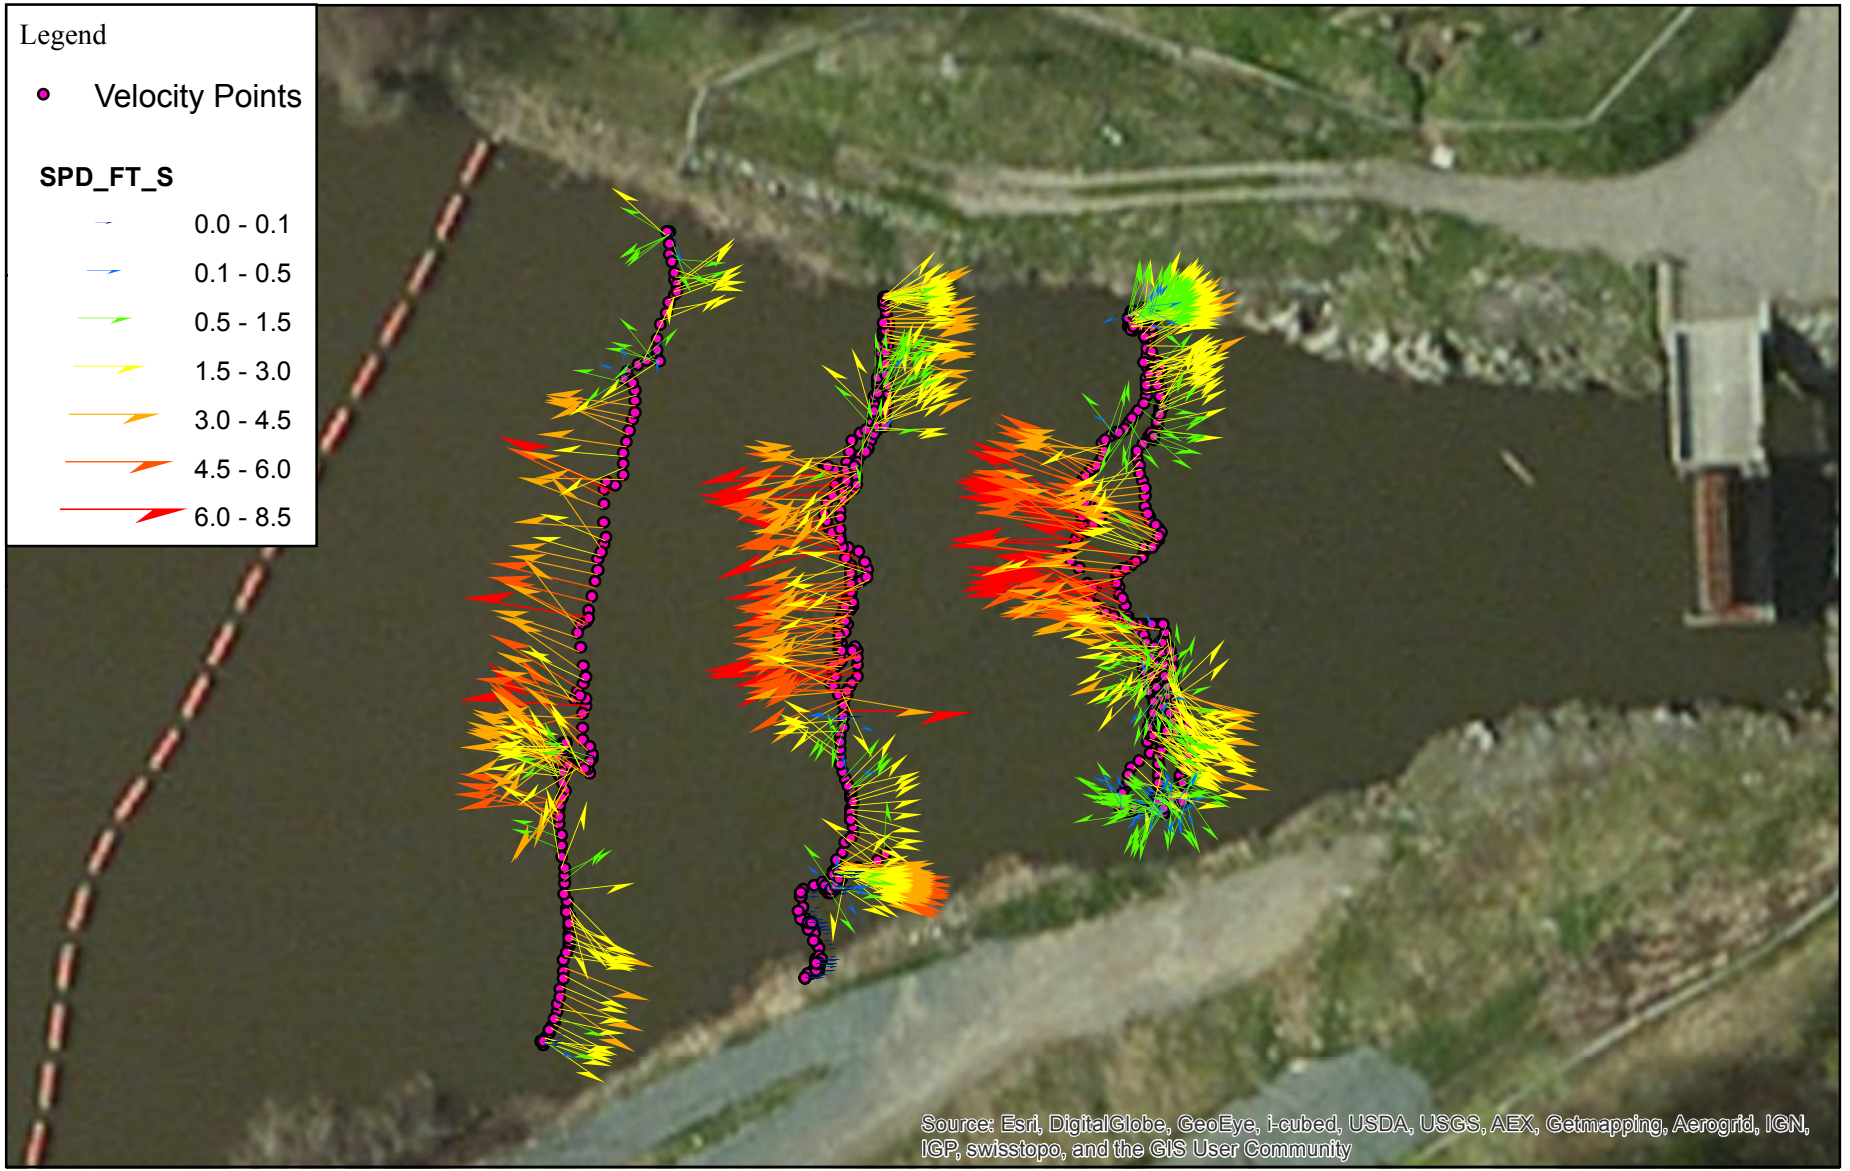 Legend
Velocity Points
SPD_FT_S
0.0 - 0.1
0.1 - 0.5
0.5 - 1.5
1.5 - 3.0
3.0 - 4.5
4.5 - 6.0
6.0 - 8.5
Source: Esri, DigitalGlobe, GeoEye, i-cubed, USDA, USGS, AEX, Getmapping, Aerogrid, IGN,
IGP, swisstopo, and the GIS User Community